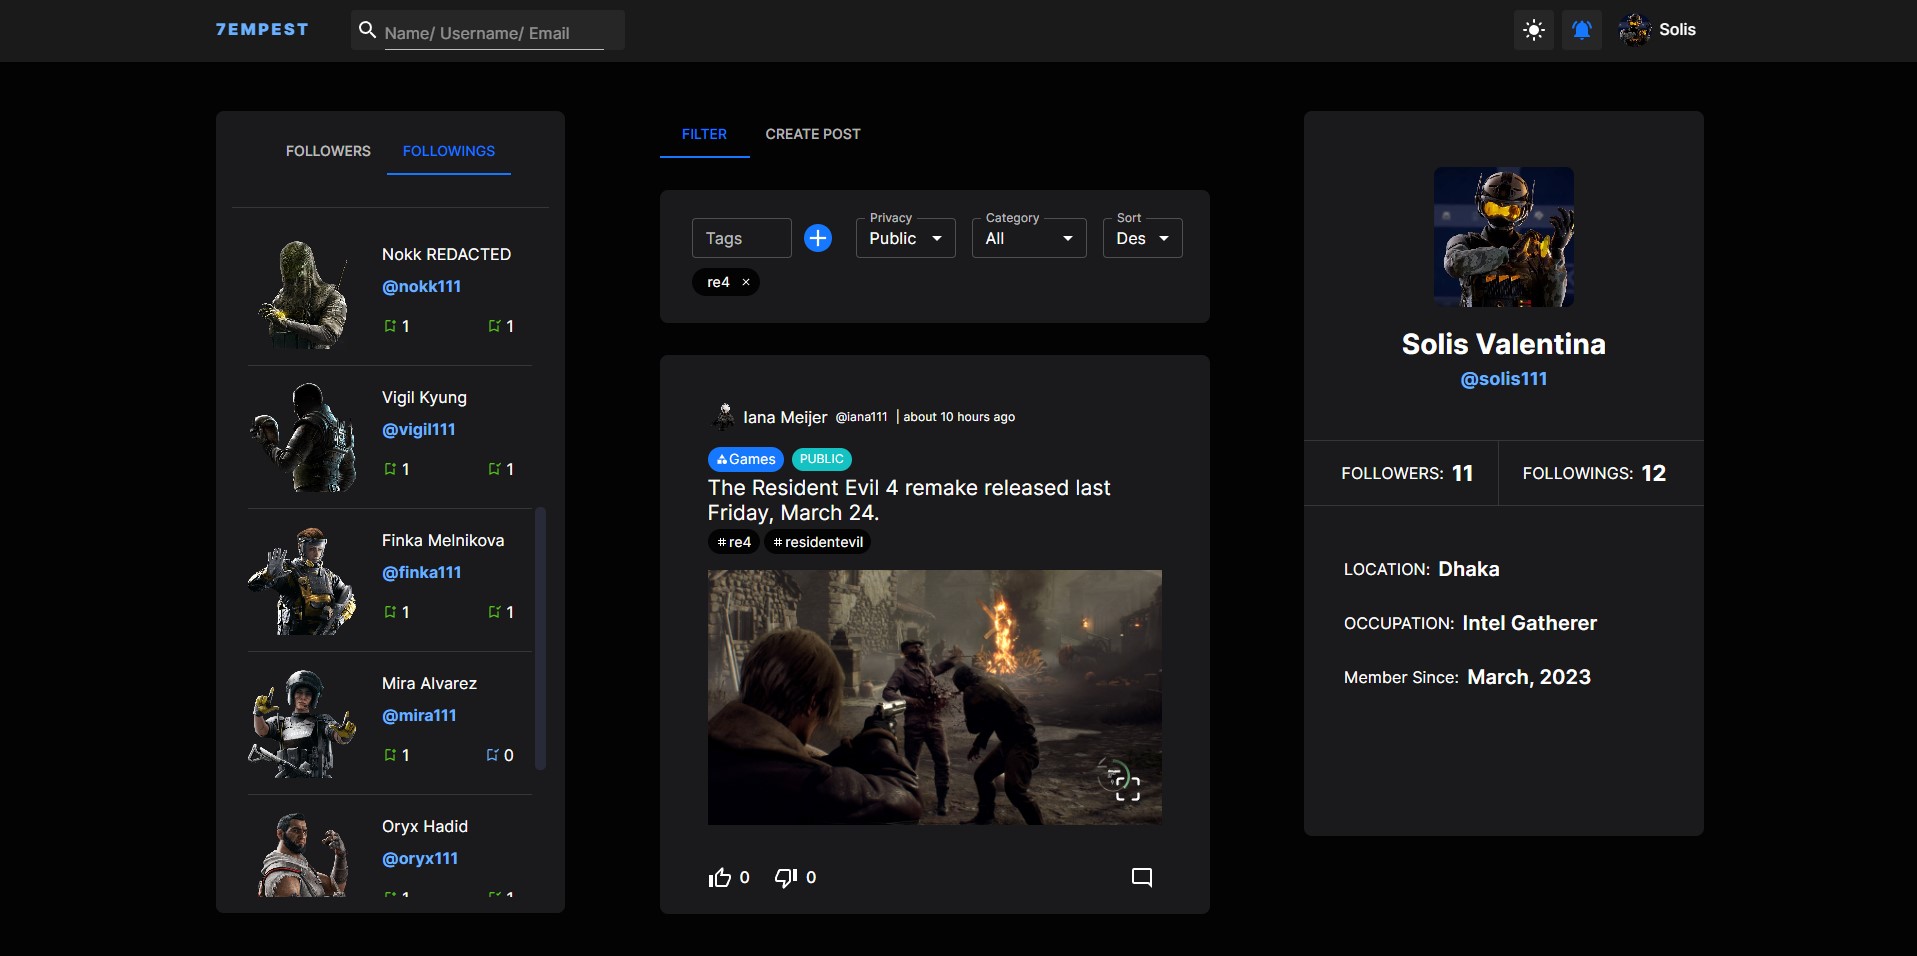 7EMPEST
Name/ Username/ Email
Solis
FOLLOWERS
FOLLOWINGS
Nokk REDACTED
@nokk111
1
1
Vigil Kyung
@vigil111
1
1
Finka Melnikova
@finka111
1
1
Mira Alvarez
@mira111
1
0
Oryx Hadid
@oryx111
1
1
FILTER
CREATE POST
Tags
Privacy
Public
Category
All
Sort
Des
re4 ×
Iana Meijer @iana111 | about 10 hours ago
Games
PUBLIC
The Resident Evil 4 remake released last
Friday, March 24.
# re4
# residentevil
0
0
Solis Valentina
@solis111
FOLLOWERS: 11
FOLLOWINGS: 12
LOCATION: Dhaka
OCCUPATION: Intel Gatherer
Member Since: March, 2023